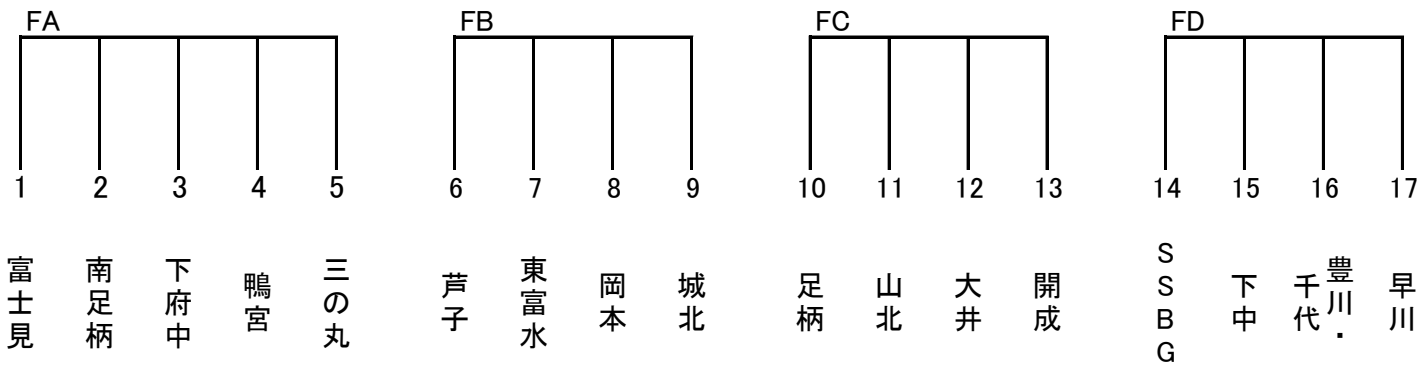 FA FB FC FD
1 2 3 4 5 6 7 8 9 10 11 12 13 14 15 16 17
富士見
南足柄
下府中
鴨宮
三の丸
芦子
東富水
岡本
城北
足柄
山北
大井
開成
SSBG
下中
豊川・
千代
早川